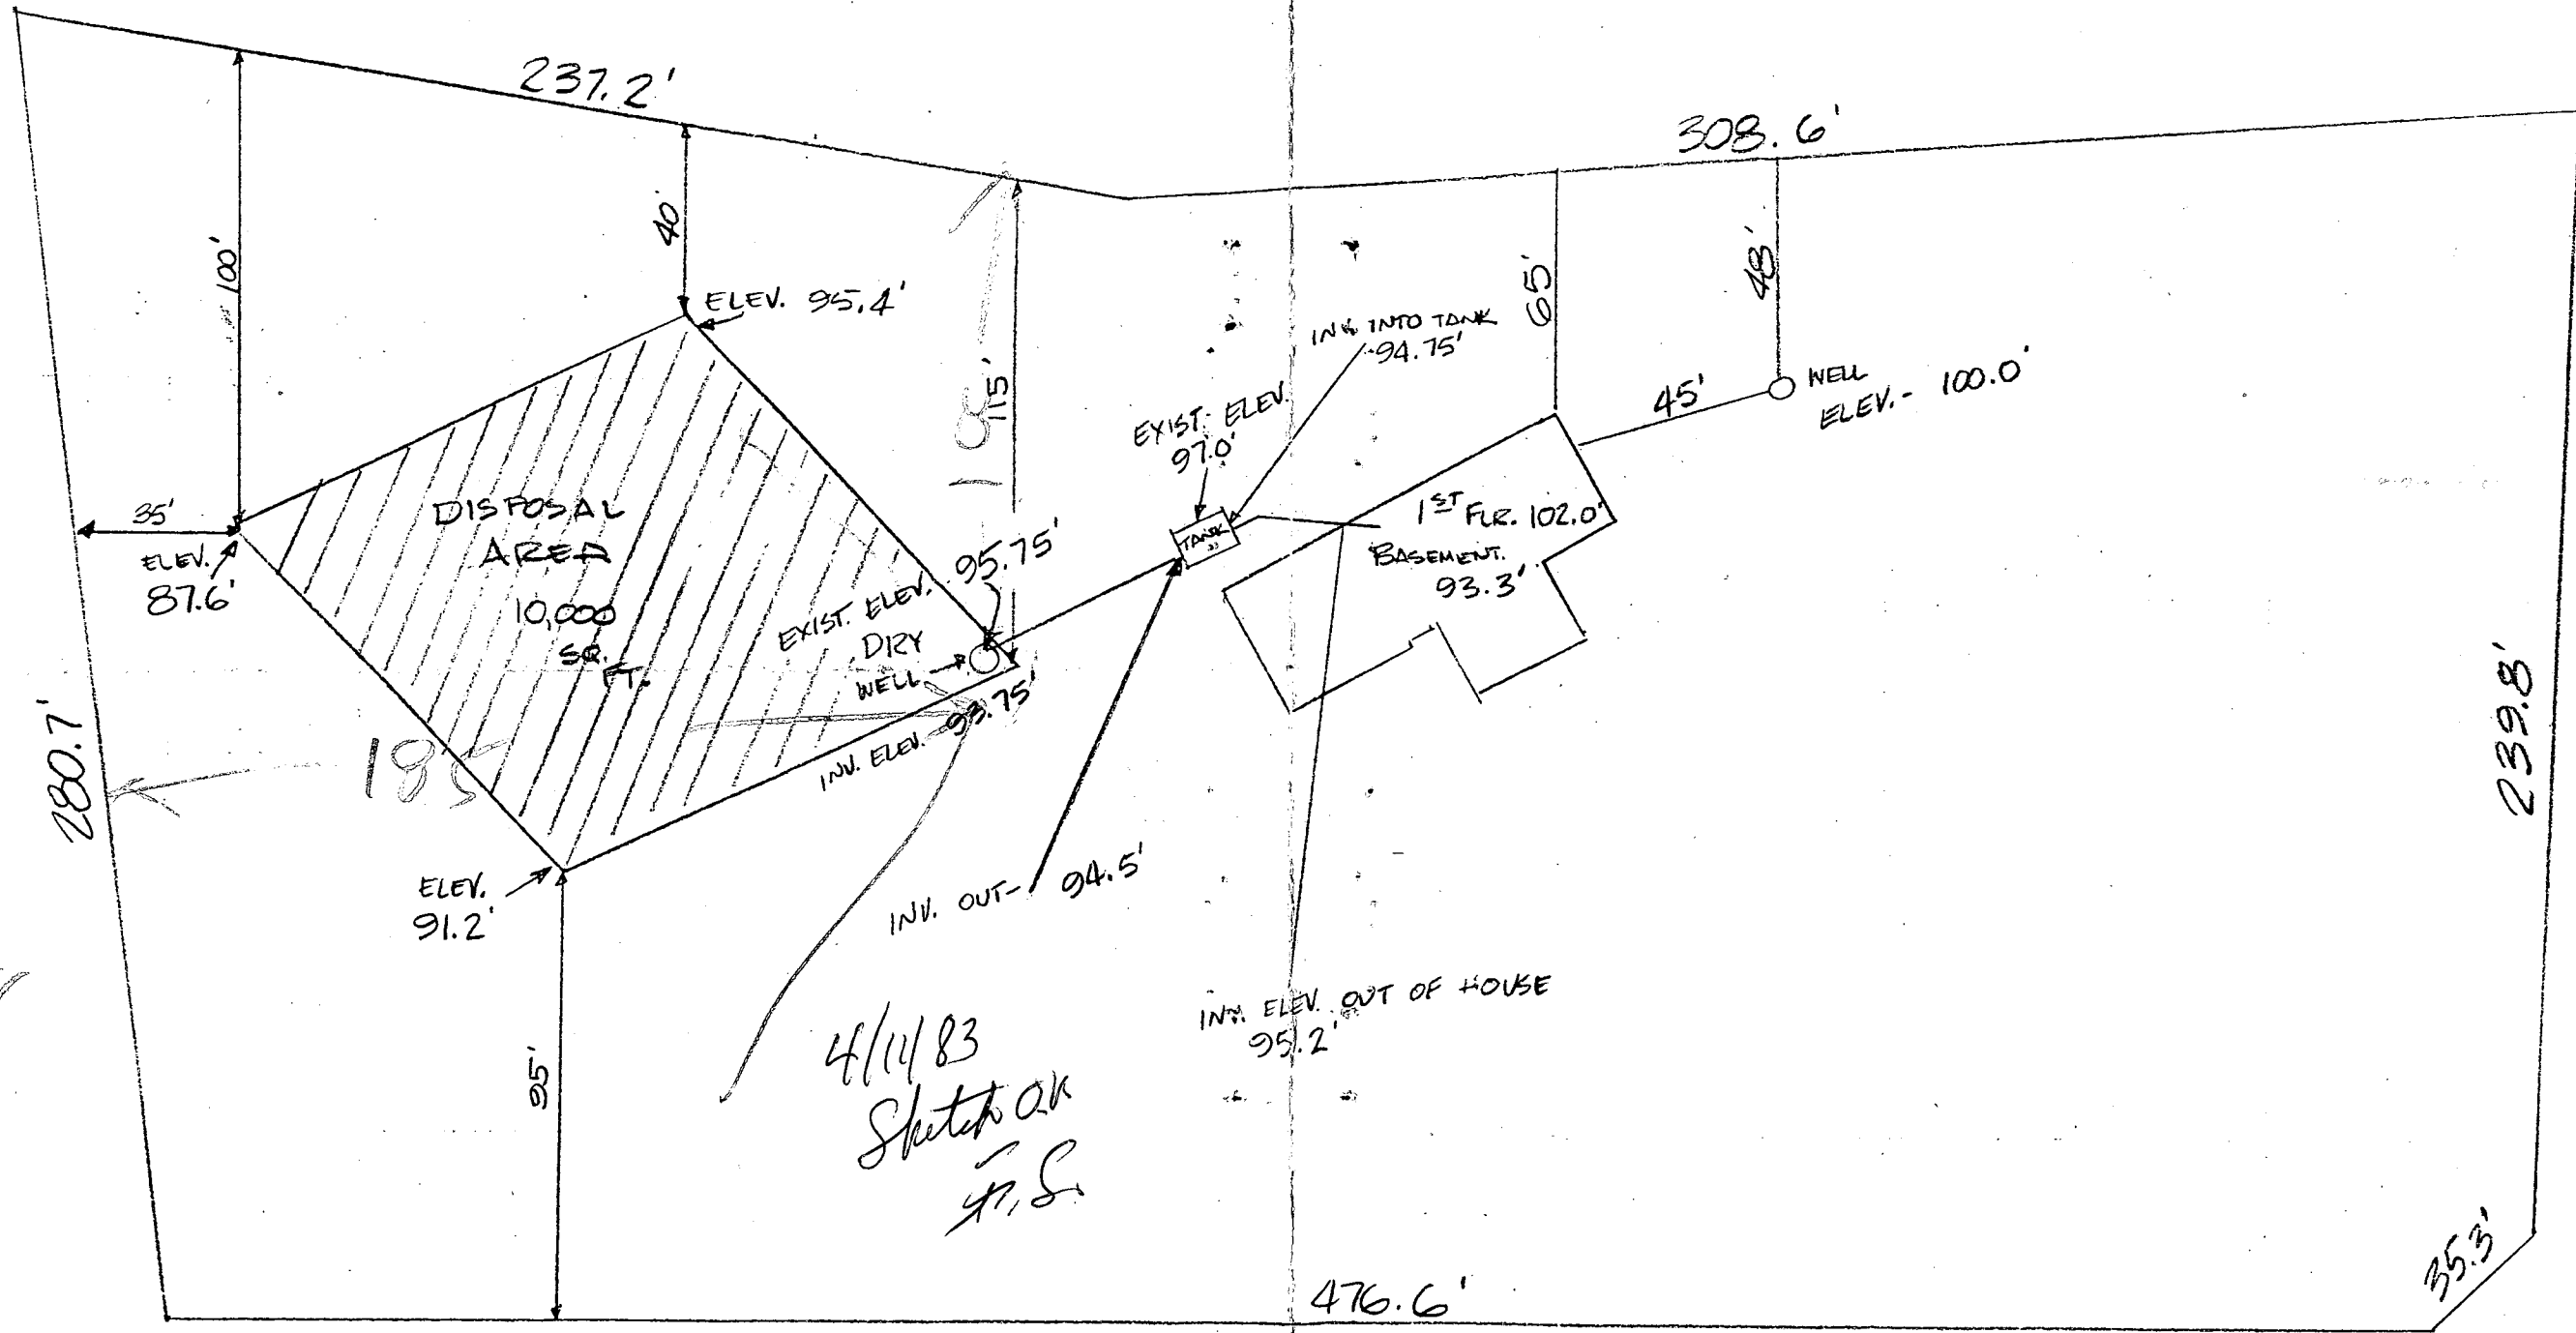 237.2'
308.6'
100'
40'
115'
65'
48'
ELEV. 95.4'
INV. INTO TANK
94.75'
EXIST. ELEV.
97.0'
TANK
45'
WELL
ELEV.- 100.0'
35'
ELEV.
87.6'
DISPOSAL
AREA
10,000
SQ.
FT.
EXIST. ELEV. 95.75'
DRY
WELL
INV. ELEV. 93.75'
1ST FLR. 102.0'
BASEMENT.
93.3'
280.7'
185
239.8'
ELEV.
91.2'
INV. OUT- 94.5'
INV. ELEV. OUT OF HOUSE
95.2'
95'
4/11/83
Sketch OK
476.6'
35.3'